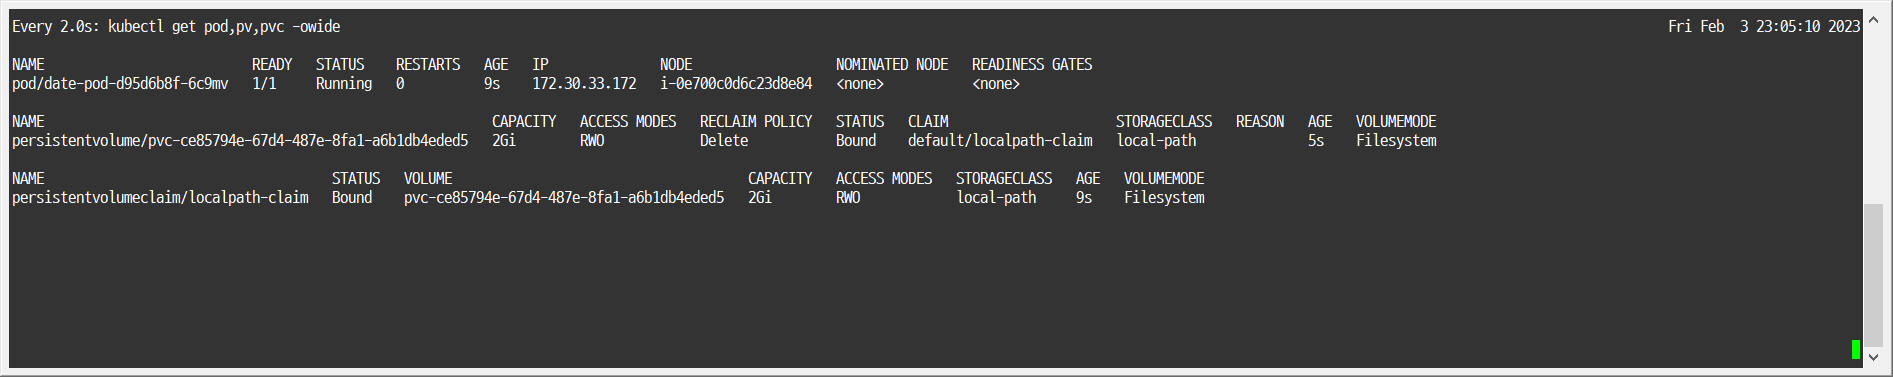 Every 2.0s: kubectl get pod,pv,pvc -owide Fri Feb 3 23:05:10 2023
NAME READY STATUS RESTARTS AGE IP NODE NOMINATED NODE READINESS GATES
pod/date-pod-d95d6b8f-6c9mv 1/1 Running 0 9s 172.30.33.172 i-0e700c0d6c23d8e84 <none> <none>
NAME CAPACITY ACCESS MODES RECLAIM POLICY STATUS CLAIM STORAGECLASS REASON AGE VOLUMEMODE
persistentvolume/pvc-ce85794e-67d4-487e-8fa1-a6b1db4eded5 2Gi RWO Delete Bound default/localpath-claim local-path 5s Filesystem
NAME STATUS VOLUME CAPACITY ACCESS MODES STORAGECLASS AGE VOLUMEMODE
persistentvolumeclaim/localpath-claim Bound pvc-ce85794e-67d4-487e-8fa1-a6b1db4eded5 2Gi RWO local-path 9s Filesystem